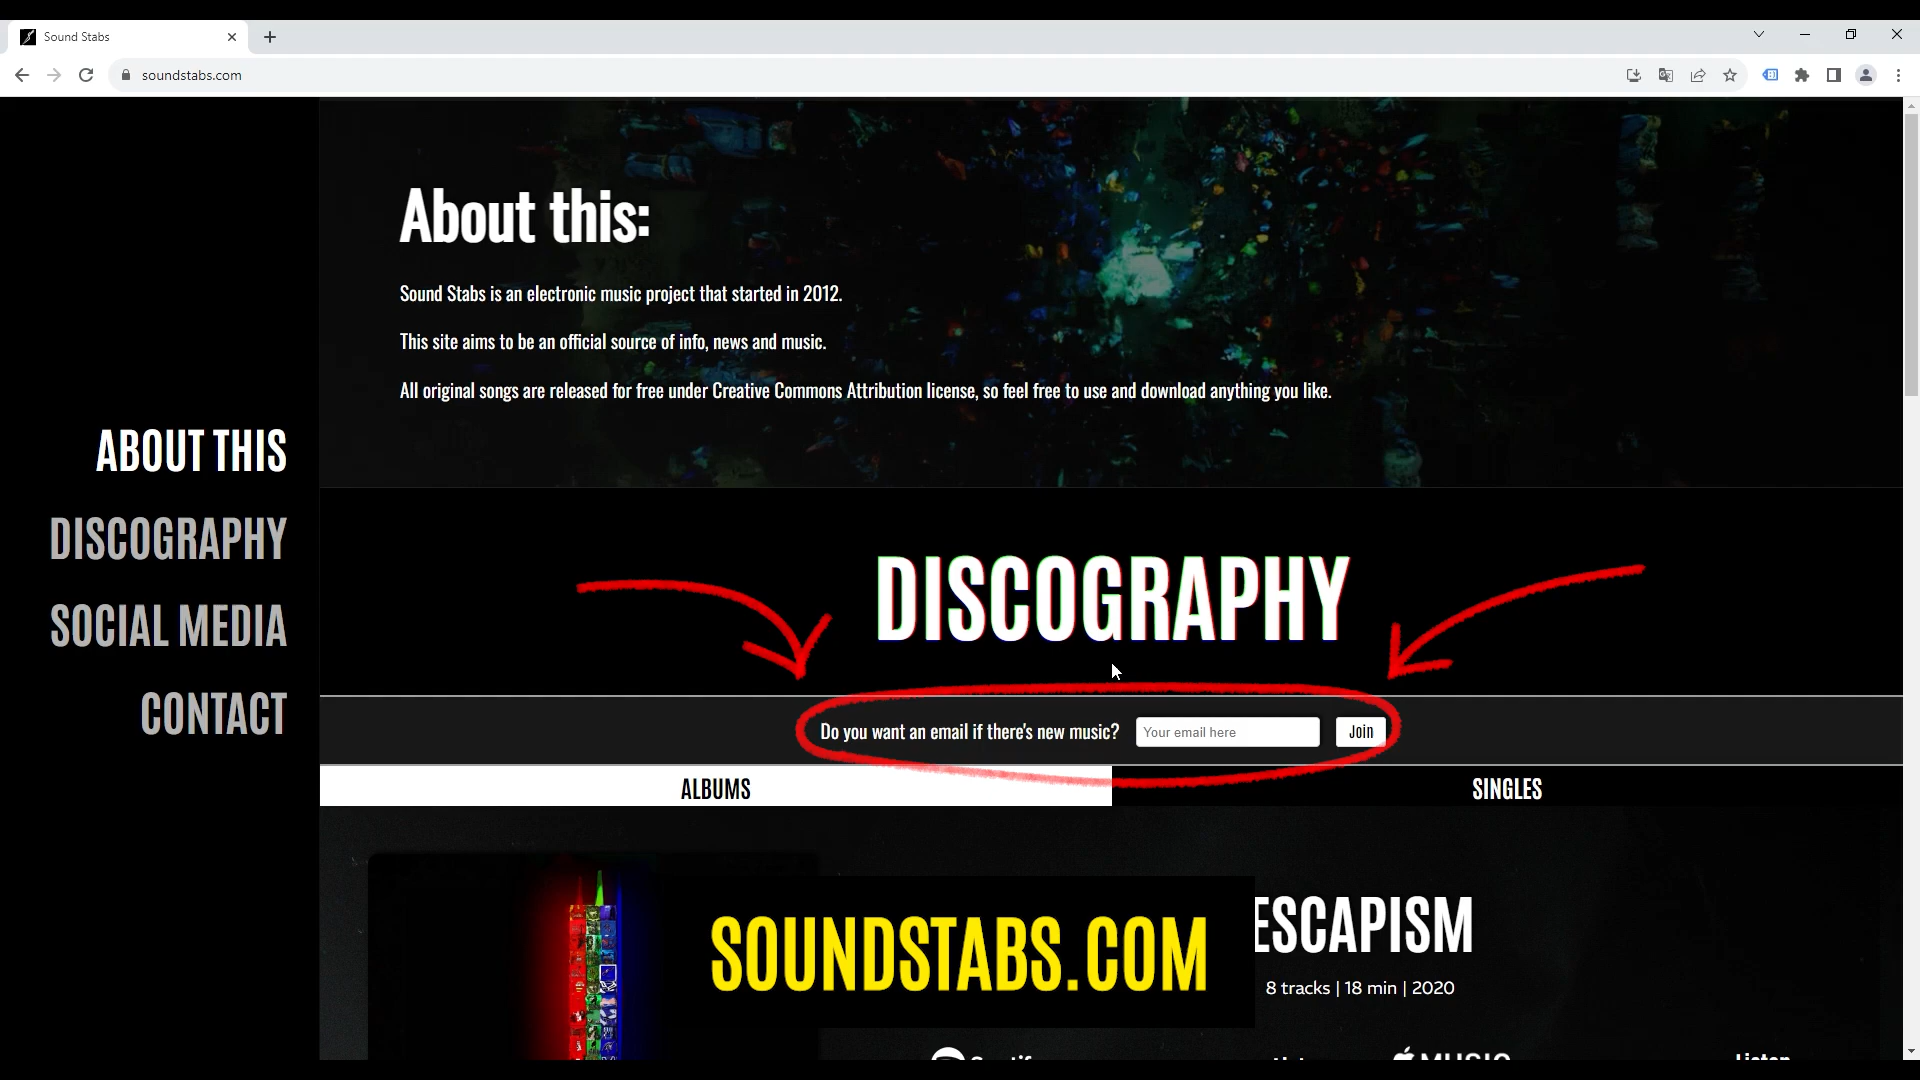 Sound Stabs
soundstabs.com
About this:
Sound Stabs is an electronic music project that started in 2012.
This site aims to be an official source of info, news and music.
All original songs are released for free under Creative Commons Attribution license, so feel free to use and download anything you like.
ABOUT THIS
DISCOGRAPHY
SOCIAL MEDIA
CONTACT
DISCOGRAPHY
Do you want an email if there's new music?
Your email here
Join
ALBUMS
SINGLES
ESCAPISM
SOUNDSTABS.COM
8 tracks | 18 min | 2020
MUSIC
Listen